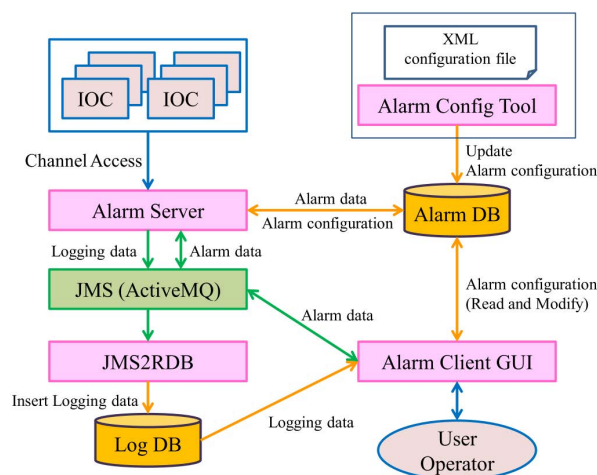 XML
configuration file
IOC
IOC
Alarm Config Tool
Channel Access
Update
Alarm configuration
Alarm Server
Alarm data
Alarm configuration
Alarm DB
Logging data
Alarm data
JMS (ActiveMQ)
Alarm configuration
(Read and Modify)
Alarm data
JMS2RDB
Alarm Client GUI
Insert Logging data
Log DB
Logging data
User
Operator